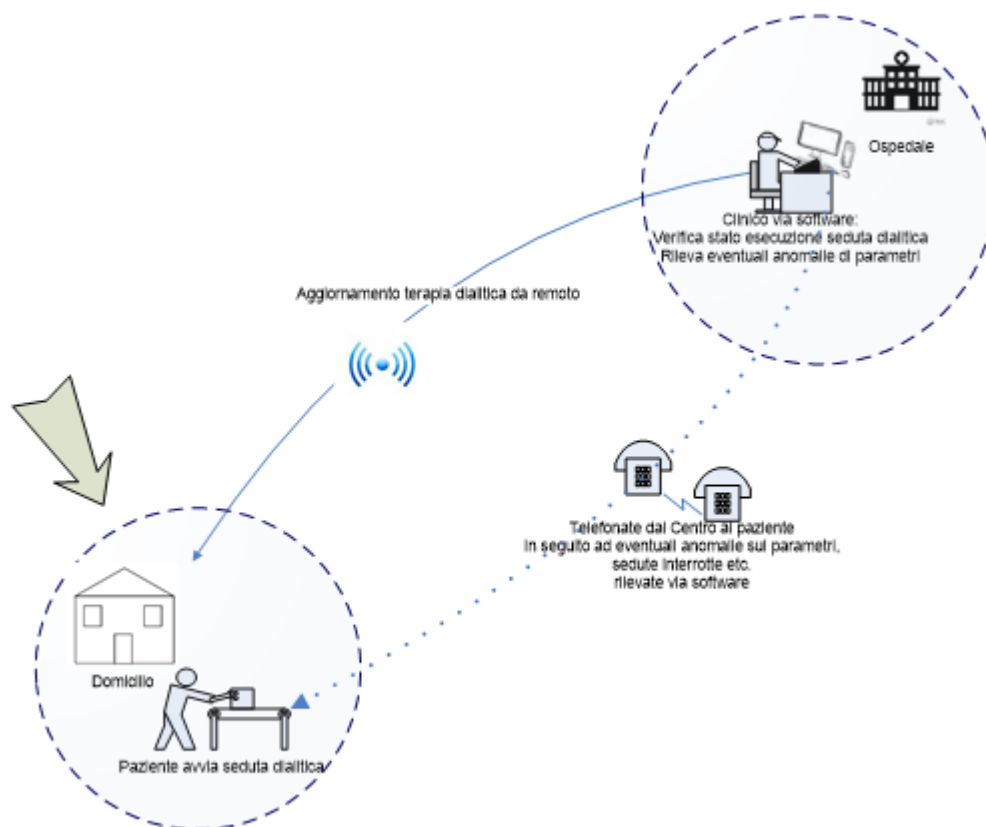 Ospedale
Clinico via software:
Verifica stato esecuzione seduta dialitica
Rileva eventuali anomalie di parametri
Aggiornamento terapia dialitica da remoto
Telefonate dal Centro al paziente
in seguito ad eventuali anomalie sui parametri,
sedute interrotte etc.
rilevate via software
Domicilio
Paziente avvia seduta dialitica